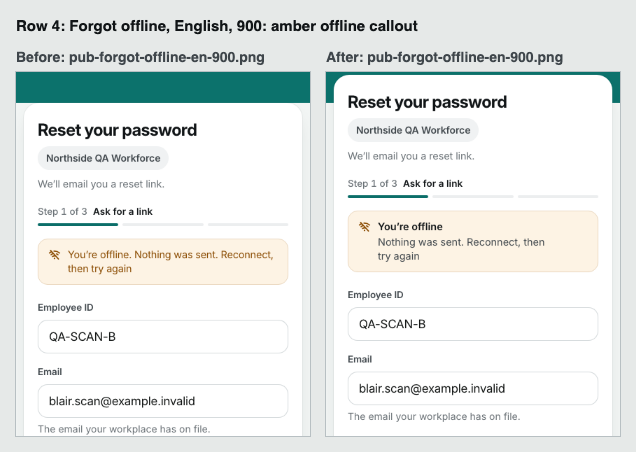 Row 4: Forgot offline, English, 900: amber offline callout
Before: pub-forgot-offline-en-900.png
Reset your password
Northside QA Workforce
We'll email you a reset link.
Step 1 of 3 Ask for a link
You're offline. Nothing was sent. Reconnect,
then try again
Employee ID
QA-SCAN-B
Email
blair.scan@example.invalid
The email your workplace has on file.
After: pub-forgot-offline-en-900.png
Reset your password
Northside QA Workforce
We'll email you a reset link.
Step 1 of 3 Ask for a link
You're offline
Nothing was sent. Reconnect, then
try again
Employee ID
QA-SCAN-B
Email
blair.scan@example.invalid
The email your workplace has on file.